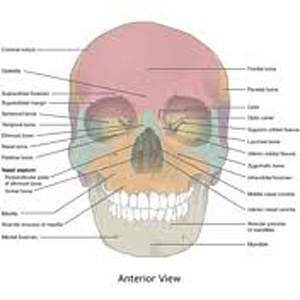 Coronal suture
Glabella
Supraorbital foramen
Supraorbital margin
Sphenoid bone
Temporal bone
Ethmoid bone
Nasal bone
Palatine bone
Nasal septum:
Perpendicular plate
of ethmoid bone
Vomer bone
Maxilla
Alveolar process of maxilla
Mental foramen
Frontal bone
Parietal bone
Orbit
Optic canal
Superior orbital fissure
Lacrimal bone
Inferior orbital fissure
Zygomatic bone
Infraorbital foramen
Middle nasal concha
Inferior nasal concha
Alveolar process of
mandible
Mandible
Anterior View